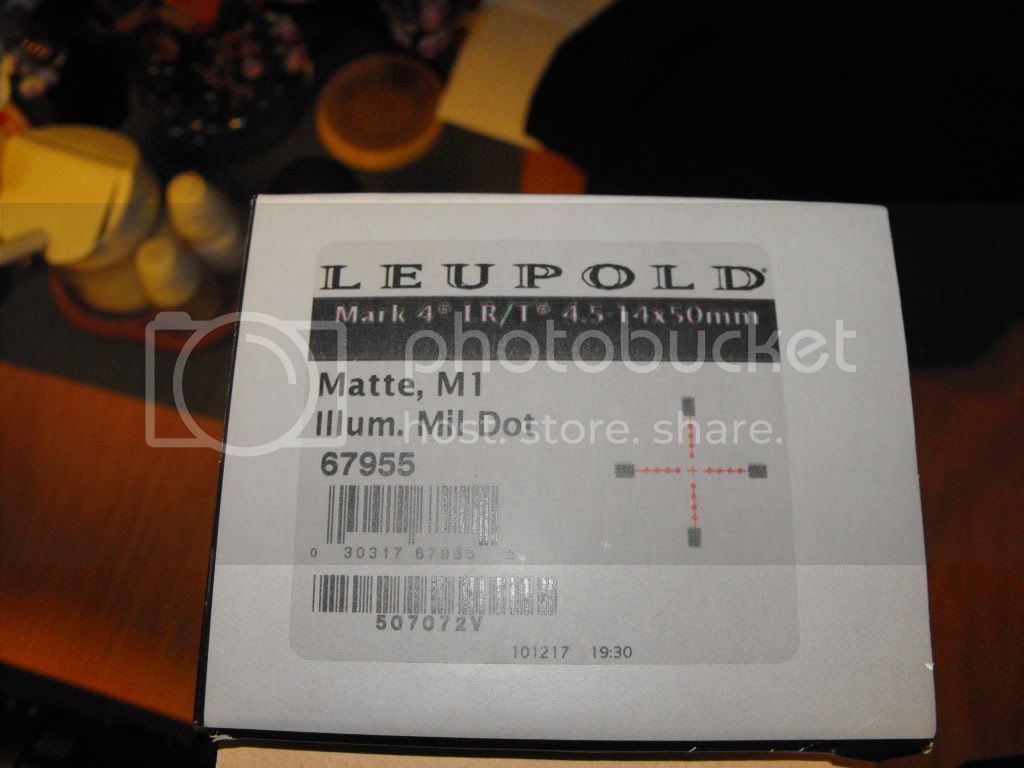 LEUPOLD®
Mark 4® LR/T® 4.5-14x50mm
photobucket
Matte, M1
Illum. Mil Dot
host. store. share.
67955
0 30317 67955 2
507072V
101217 19:30